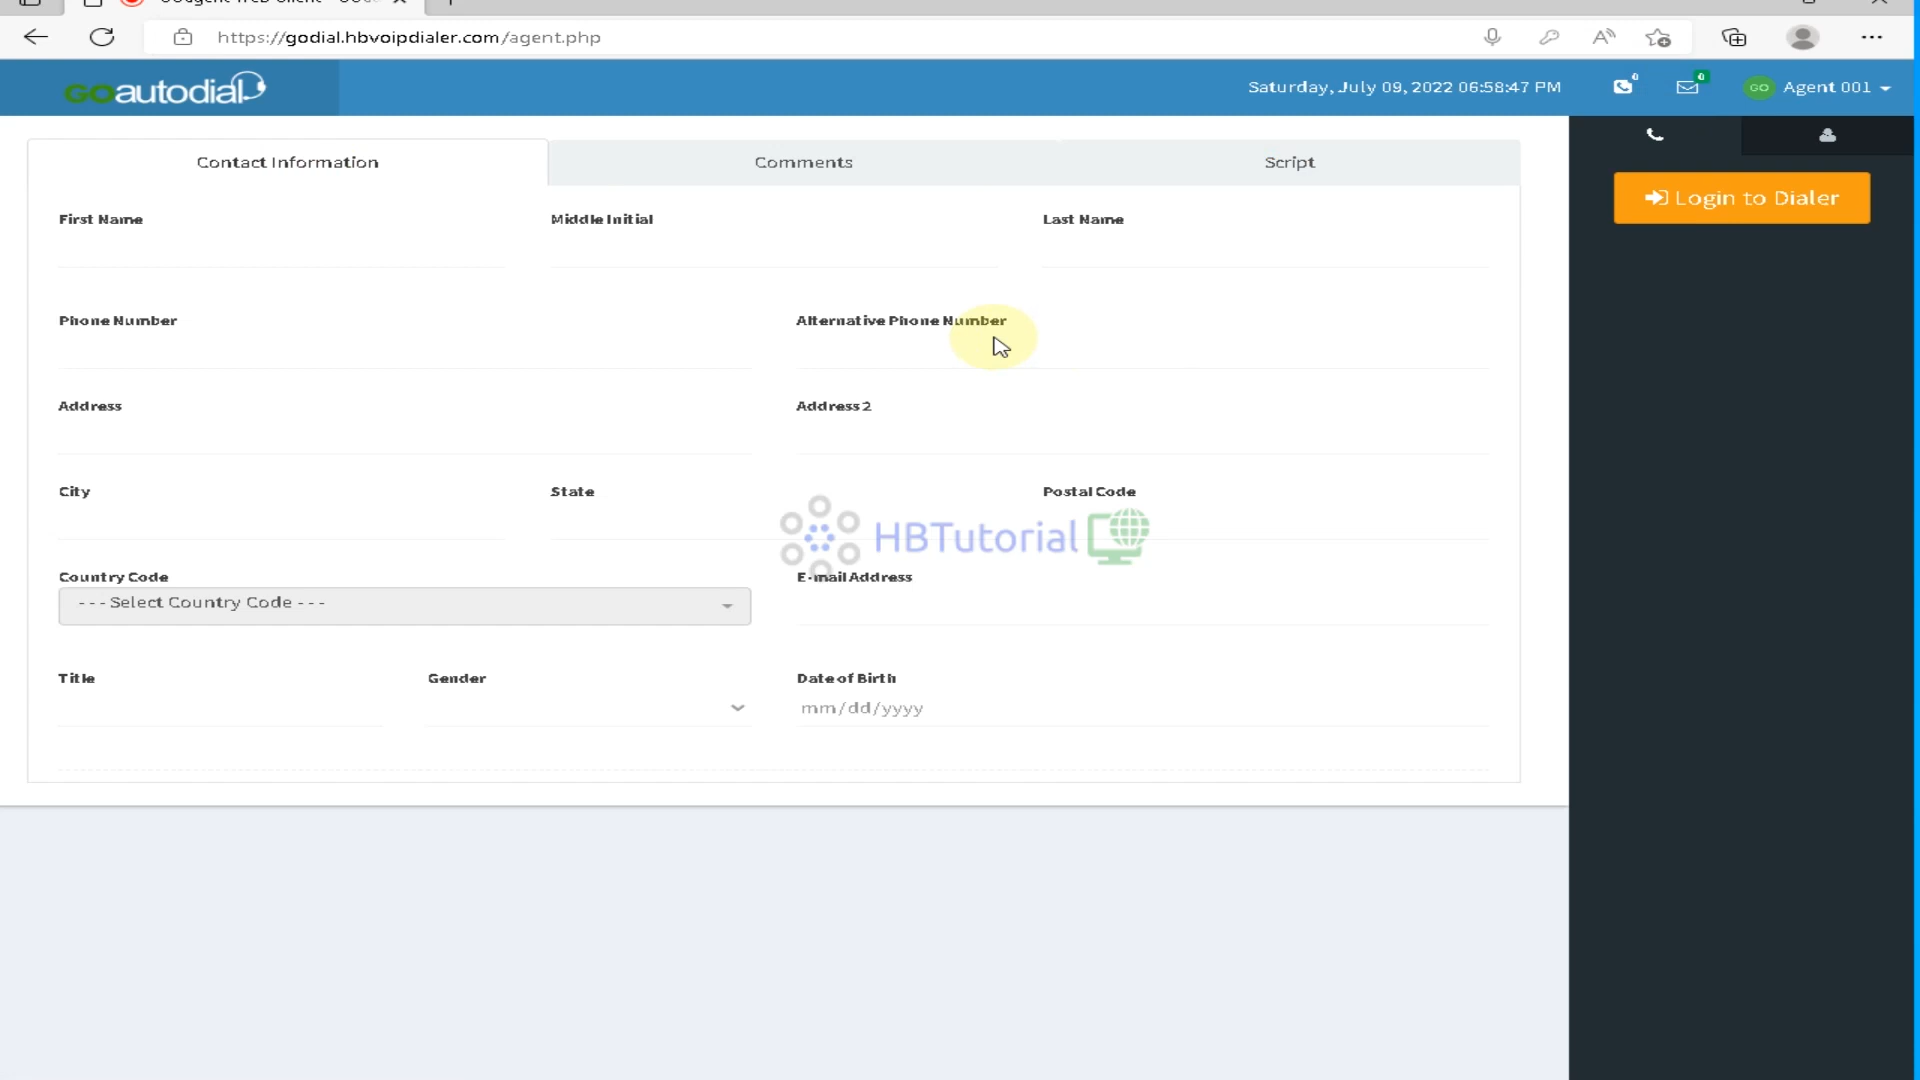 https://godial.hbvoipdialer.com/agent.php
GOautodial
Saturday, July 09, 2022 06:58:47 PM
0
0
GO
Agent 001
Contact Information
Comments
Script
Login to Dialer
First Name
Middle Initial
Last Name
Phone Number
Alternative Phone Number
Address
Address 2
City
State
Postal Code
HBTutorial
Country Code
E-mail Address
--- Select Country Code ---
Title
Gender
Date of Birth
mm/dd/yyyy